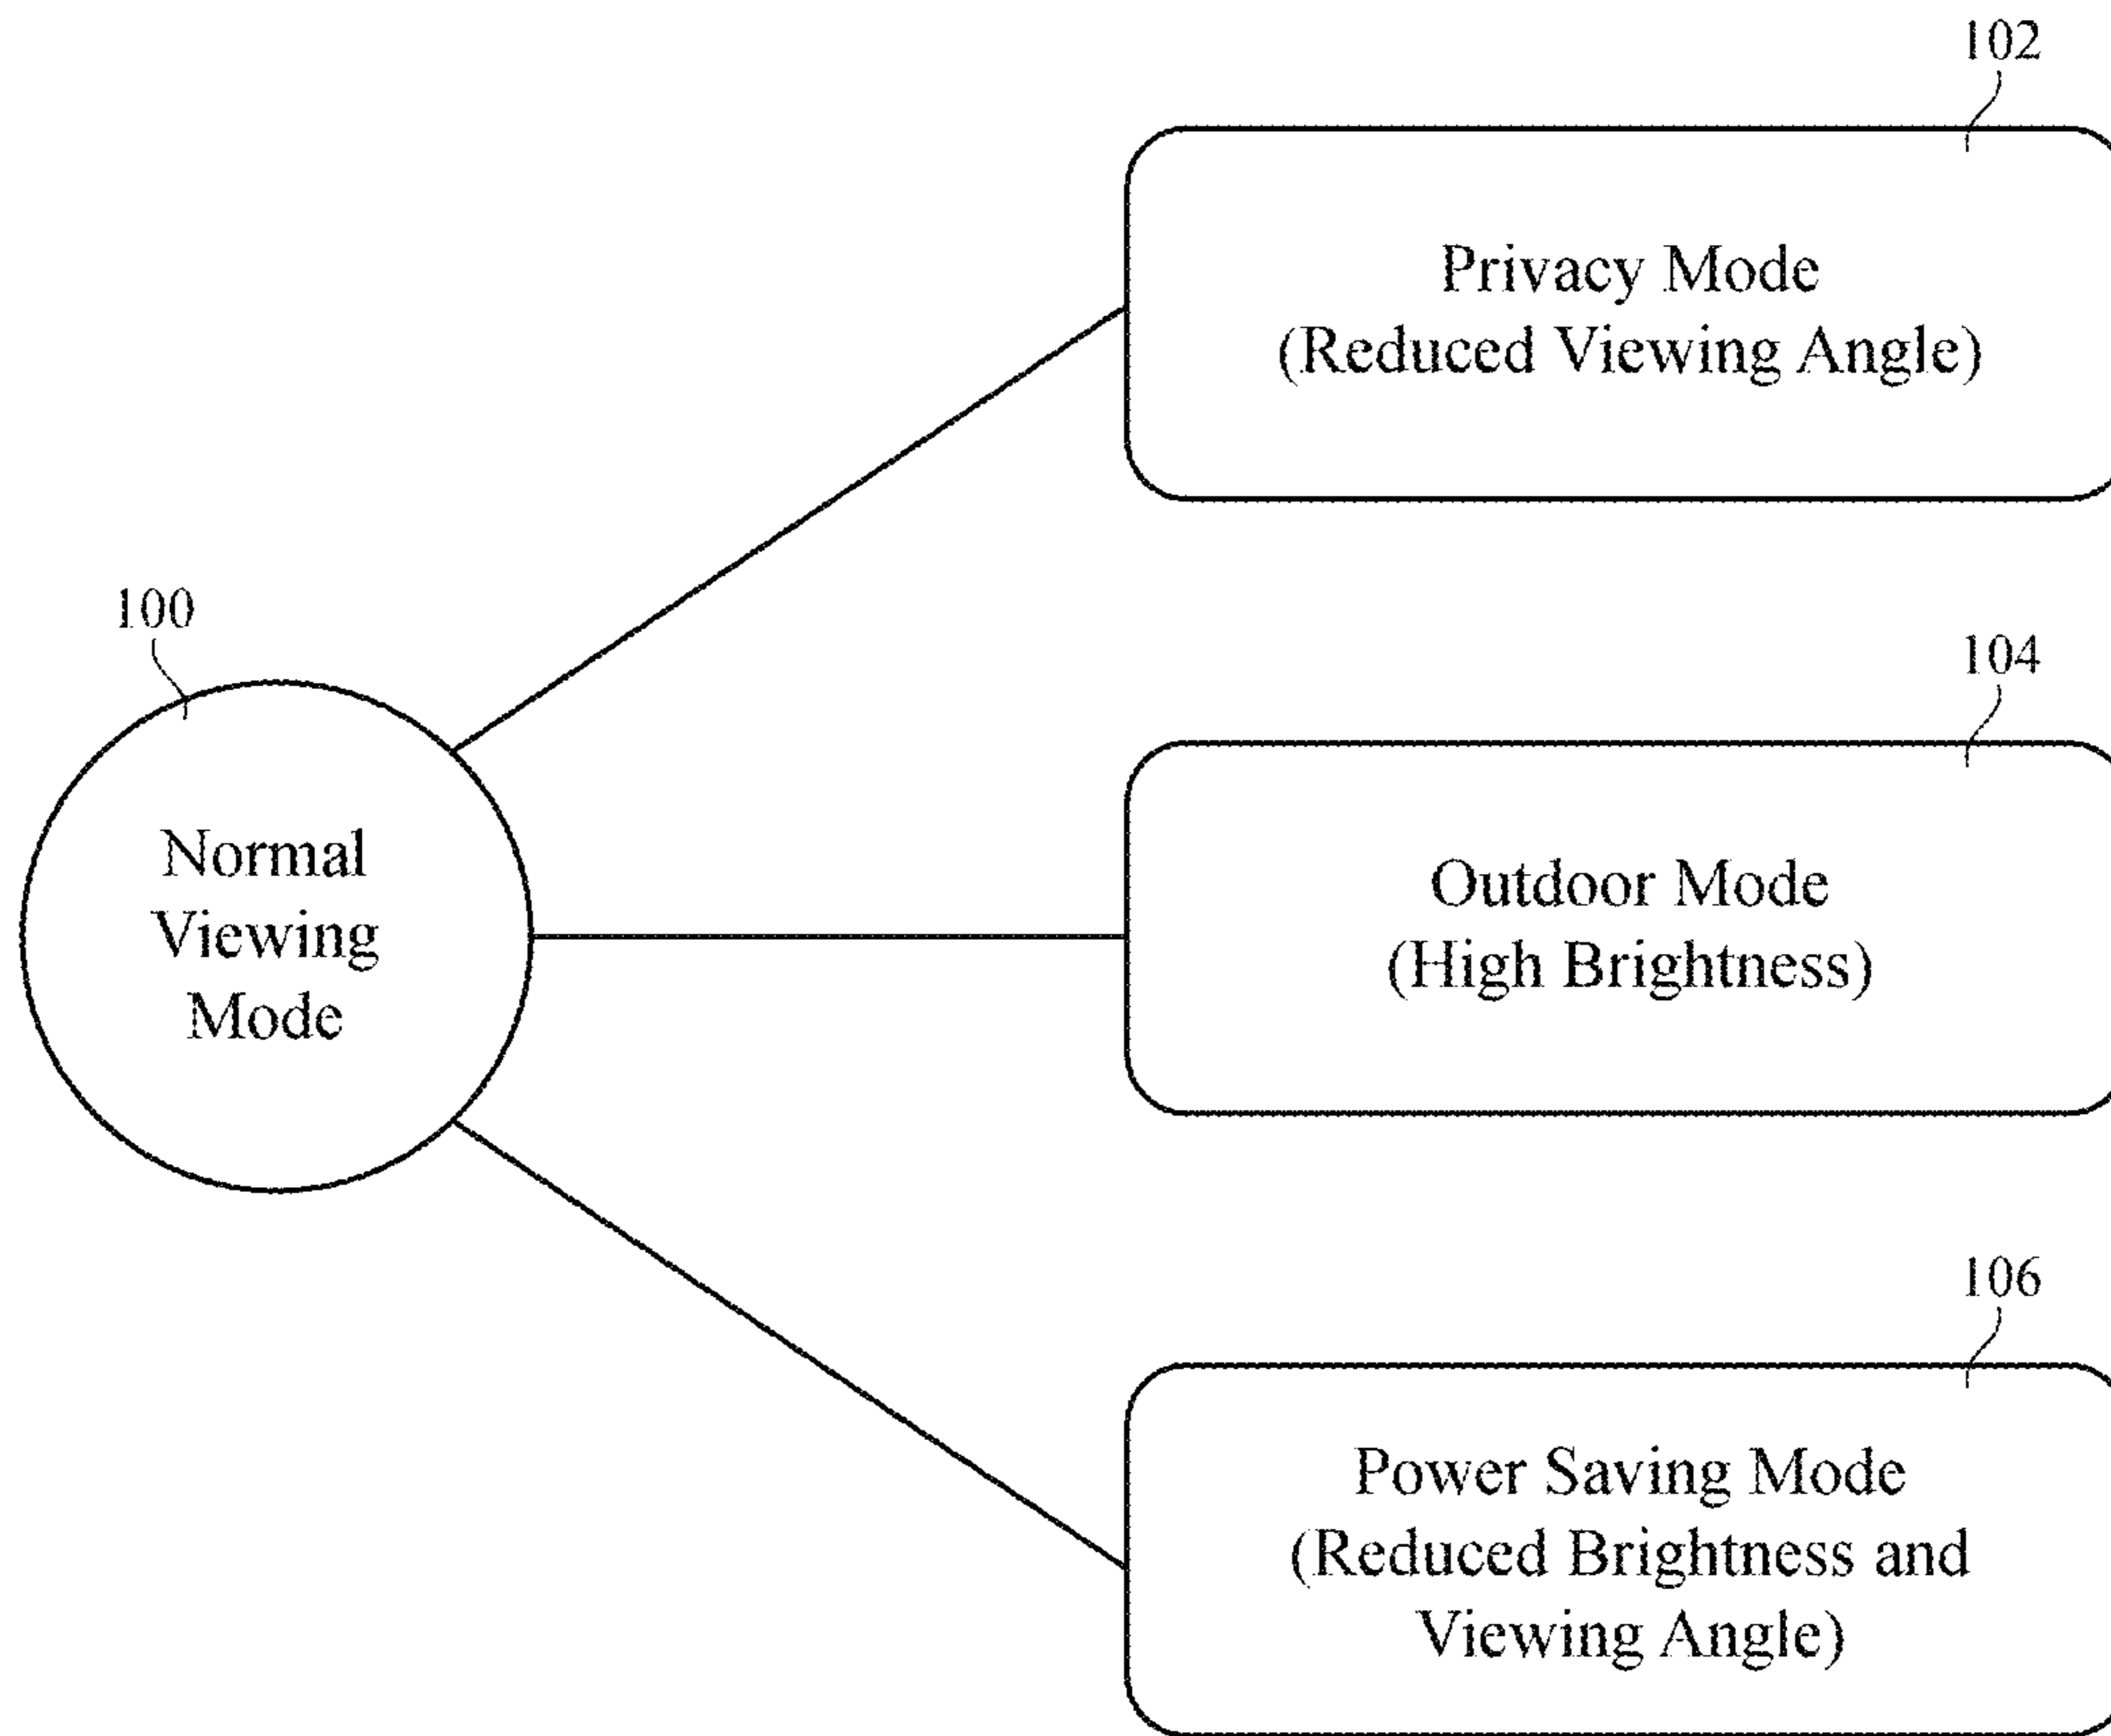 102
Privacy Mode
(Reduced Viewing Angle)
100
Normal
Viewing
Mode
104
Outdoor Mode
(High Brightness)
106
Power Saving Mode
(Reduced Brightness and
Viewing Angle)